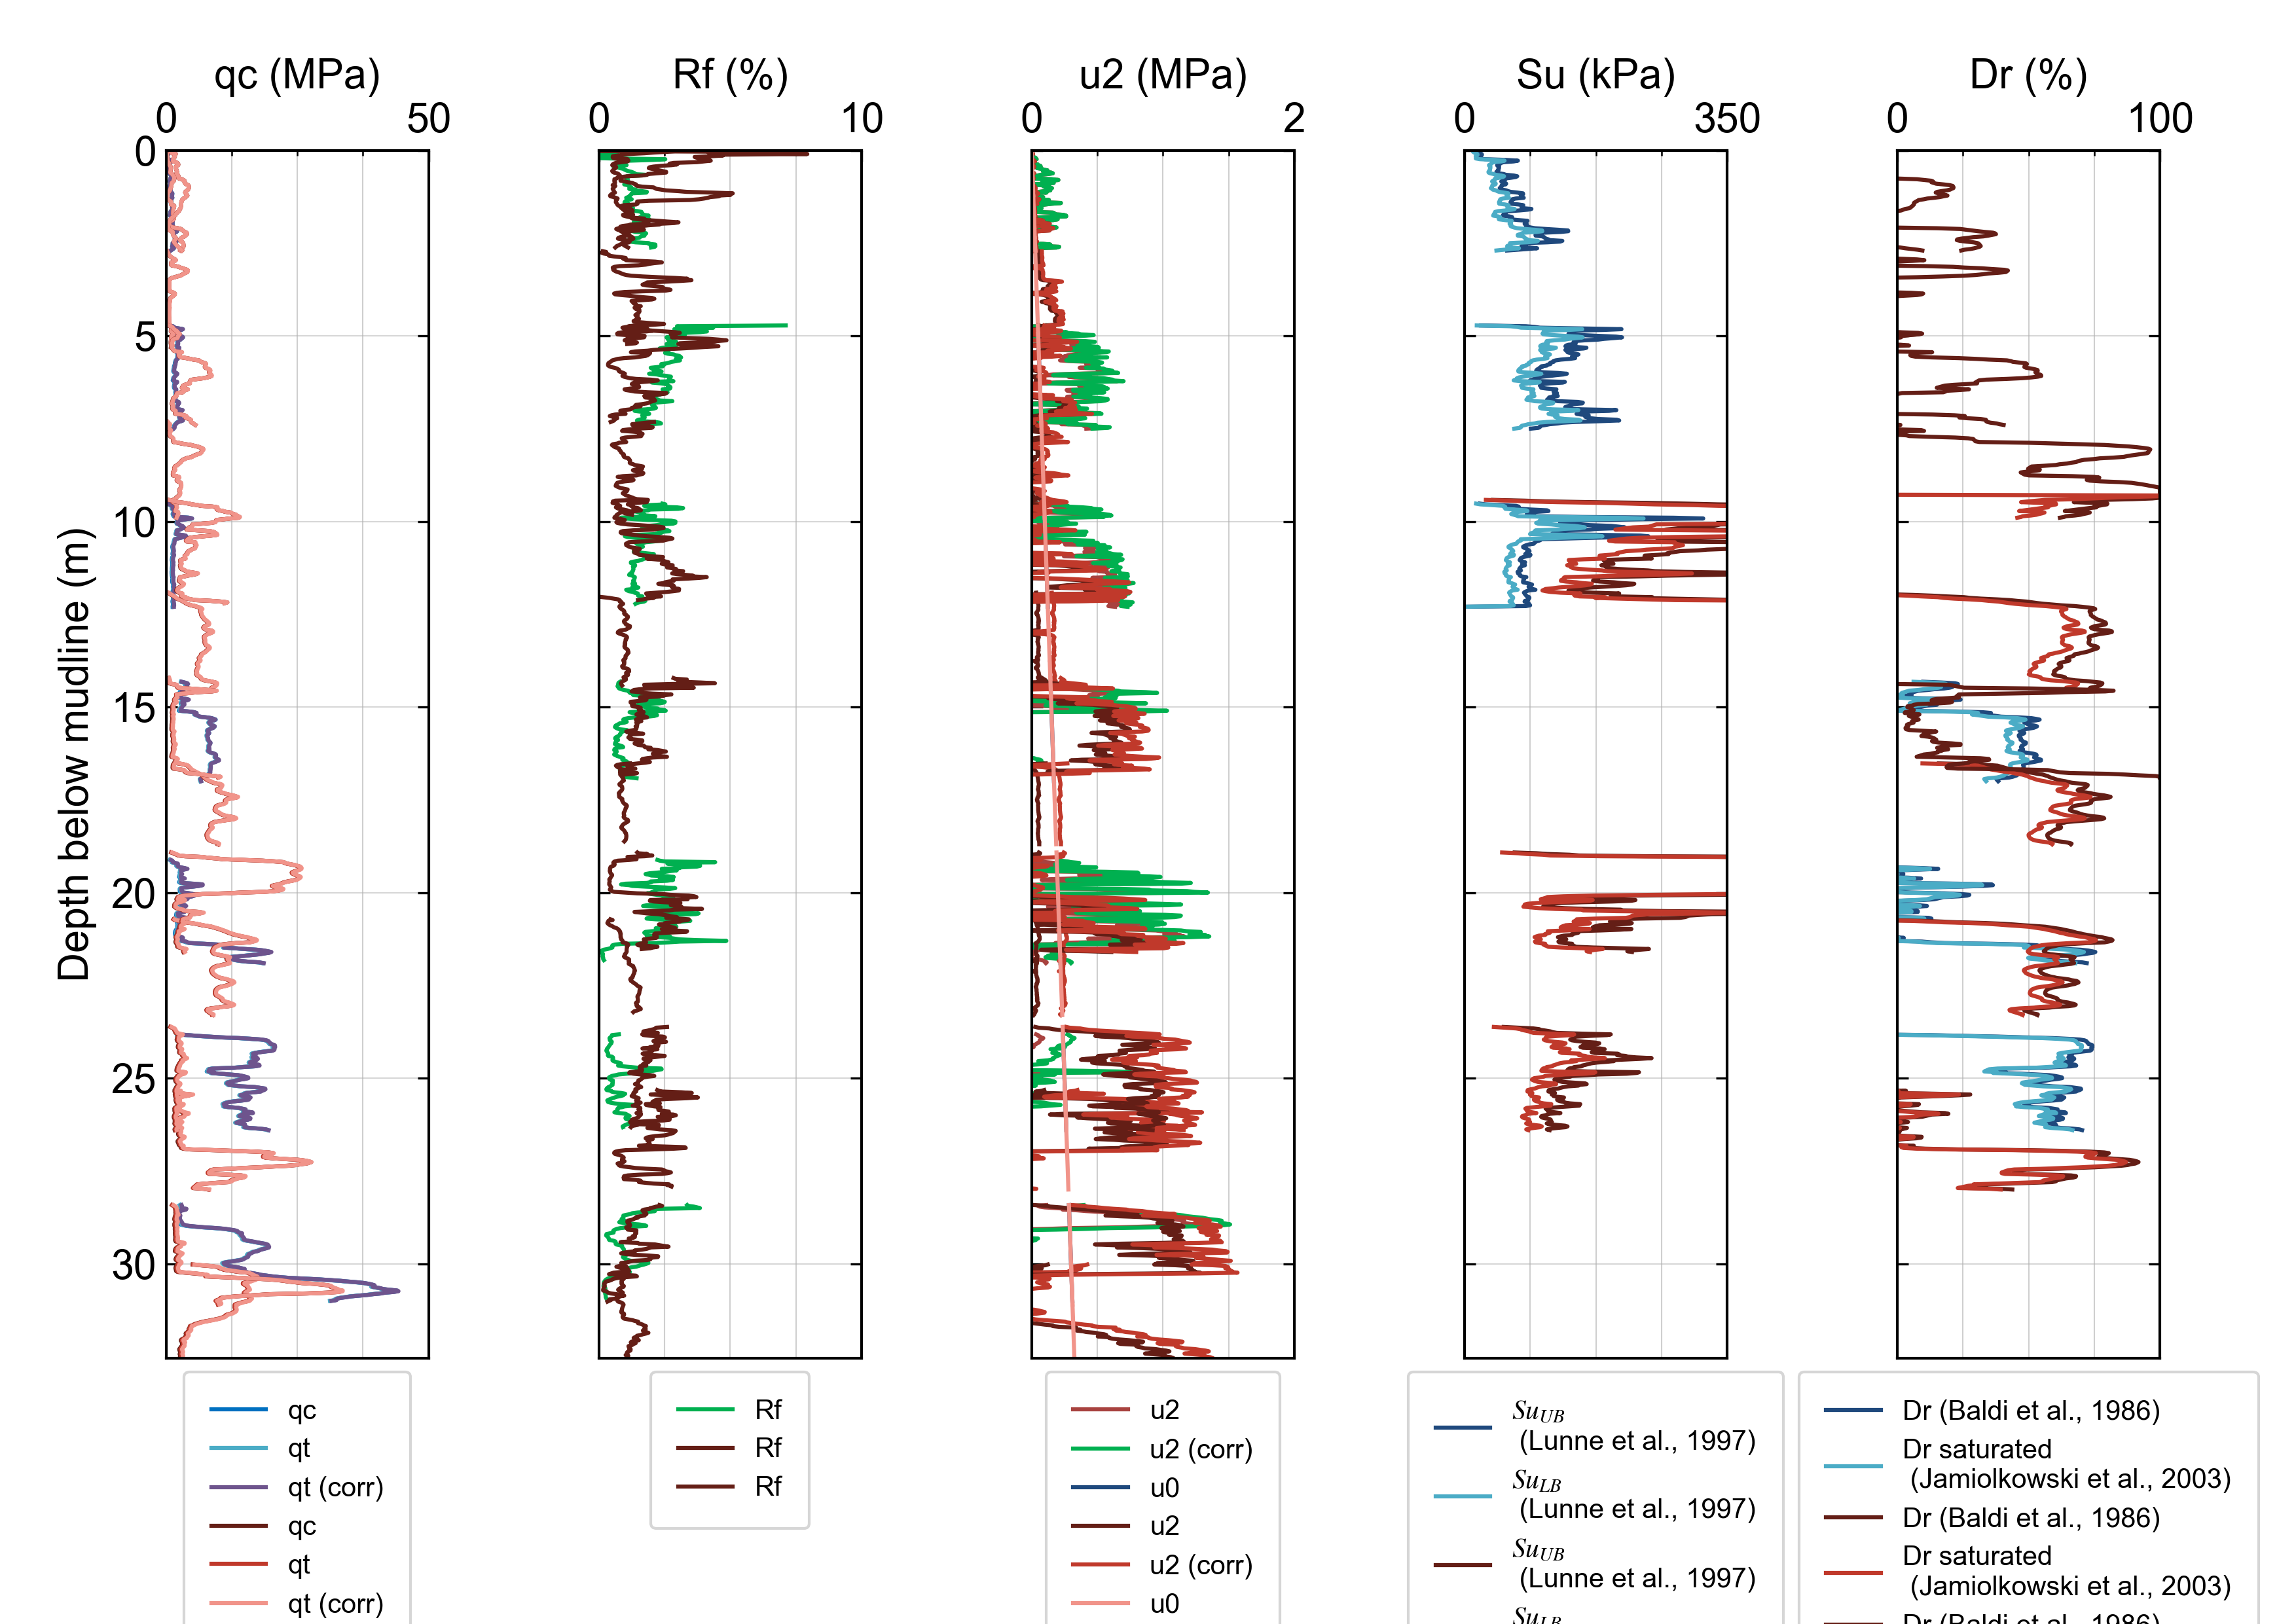 qc (MPa)
Rf (%)
u2 (MPa)
Su (kPa)
Dr (%)
0 50
0 10
0 2
0 350
0 100
0
5
10
15
20
25
30
Depth below mudline (m)
qc
qt
qt (corr)
qc
qt
qt (corr)
Rf
Rf
Rf
u2
u2 (corr)
u0
u2
u2 (corr)
u0
SuUB
(Lunne et al., 1997)
SuLB
(Lunne et al., 1997)
SuUB
(Lunne et al., 1997)
SuLB
Dr (Baldi et al., 1986)
Dr saturated
(Jamiolkowski et al., 2003)
Dr (Baldi et al., 1986)
Dr saturated
(Jamiolkowski et al., 2003)
Dr (Baldi et al., 1986)